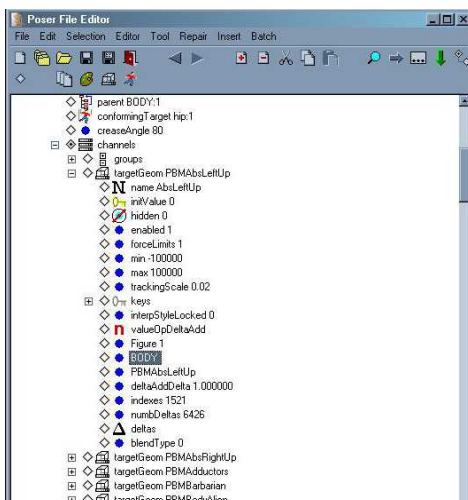 Poser File Editor
File Edit Selection Editor Tool Repair Insert Batch
parent BODY:1
conformingTarget hip:1
creaseAngle 80
channels
groups
targetGeom PBMAbsLeftUp
N name AbsLeftUp
initValue 0
hidden 0
enabled 1
forceLimits 1
min -100000
max 100000
trackingScale 0.02
keys
interpStyleLocked 0
n valueOpDeltaAdd
Figure 1
BODY
PBMAbsLeftUp
deltaAddDelta 1.000000
indexes 1521
numbDeltas 6426
Δ deltas
blendType 0
targetGeom PBMAbsRightUp
targetGeom PBMAdductors
targetGeom PBMBarbarian
targetGeom PBMBodyAlien